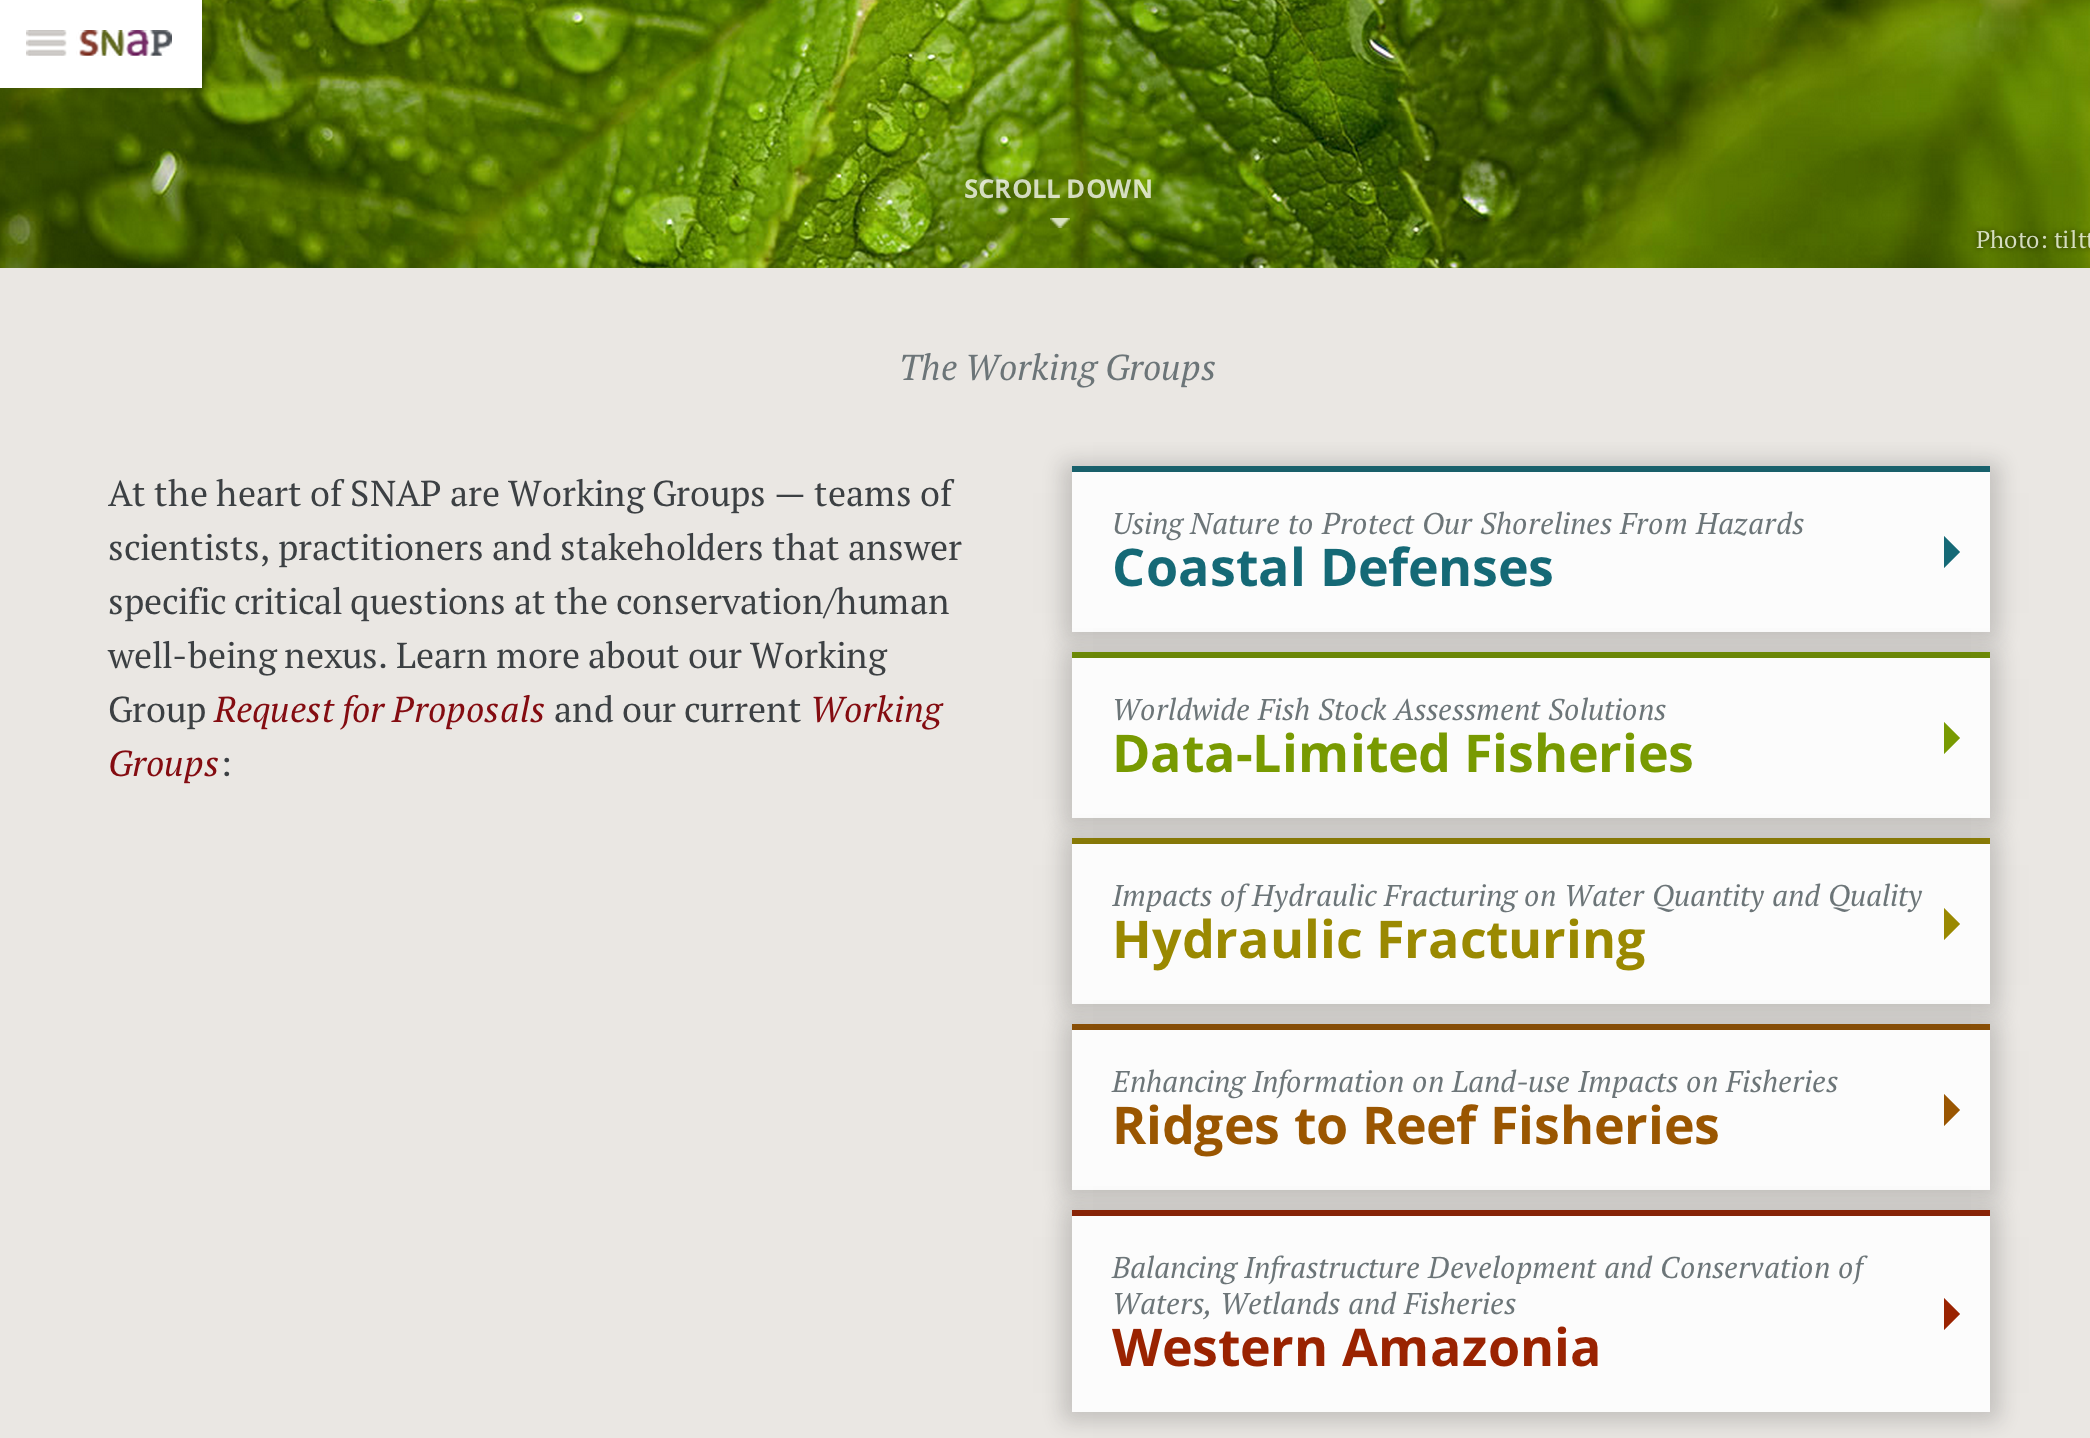 SNAP
SCROLL DOWN
Photo: tilt
The Working Groups
At the heart of SNAP are Working Groups — teams of
scientists, practitioners and stakeholders that answer
specific critical questions at the conservation/human
well-being nexus. Learn more about our Working
Group Request for Proposals and our current Working
Groups:
Using Nature to Protect Our Shorelines From Hazards
Coastal Defenses
Worldwide Fish Stock Assessment Solutions
Data-Limited Fisheries
Impacts of Hydraulic Fracturing on Water Quantity and Quality
Hydraulic Fracturing
Enhancing Information on Land-use Impacts on Fisheries
Ridges to Reef Fisheries
Balancing Infrastructure Development and Conservation of
Waters, Wetlands and Fisheries
Western Amazonia